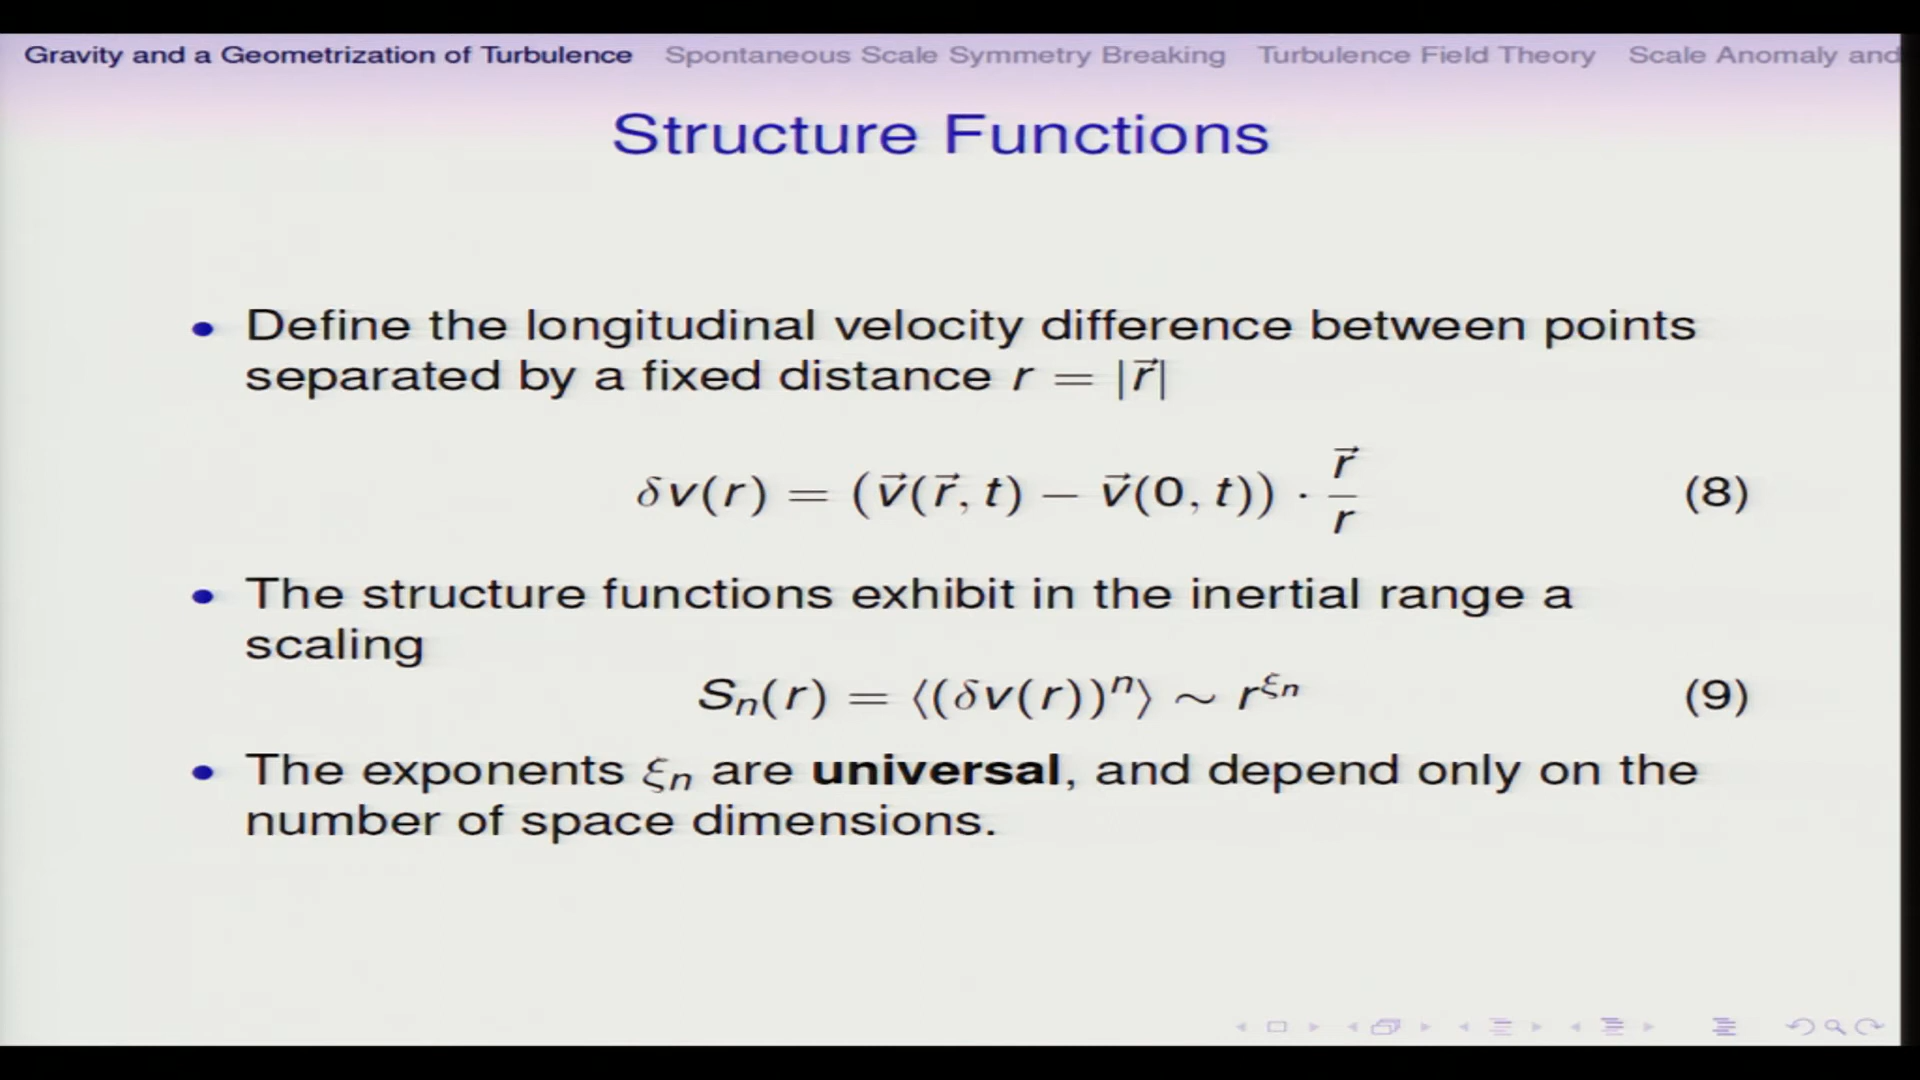 Gravity and a Geometrization of Turbulence Spontaneous Scale Symmetry Breaking Turbulence Field Theory Scale Anomaly and
Structure Functions
• Define the longitudinal velocity difference between points
separated by a fixed distance r = |r⃗|
δv(r) = (v⃗(r⃗, t) − v⃗(0, t)) · r⃗/r (8)
• The structure functions exhibit in the inertial range a
scaling
Sₙ(r) = ⟨(δv(r))ⁿ⟩ ∼ r^ξₙ (9)
• The exponents ξₙ are universal, and depend only on the
number of space dimensions.